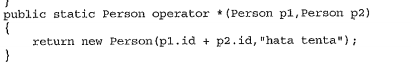 }
public static Person operator *(Person p1,Person p2)
{
return new Person(p1.id + p2.id,"hata tenta");
}